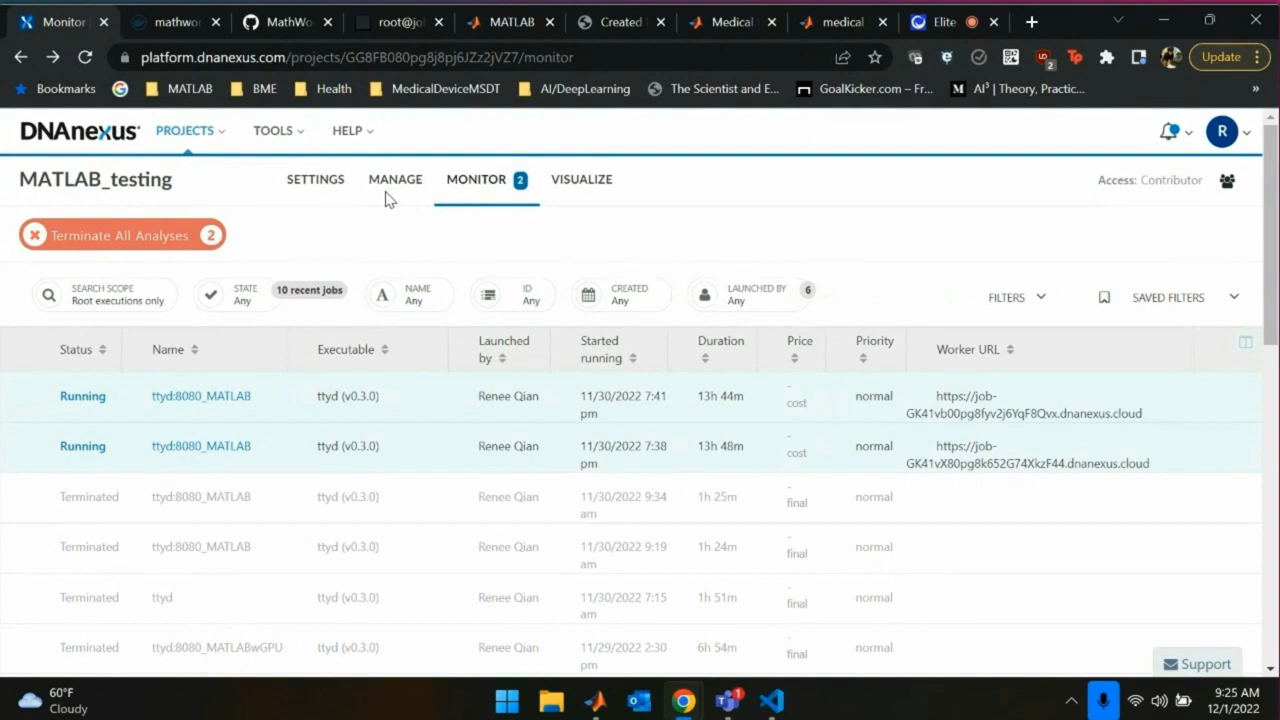 Monitor
mathwor
MathWo
root@jol
MATLAB
Created
Medical
medical
Elite
platform.dnanexus.com/projects/GG8FB080pg8j8pj6JZz2jVZ7/monitor
2
Tp
Update
Bookmarks
MATLAB
BME
Health
MedicalDeviceMSDT
AI/DeepLearning
The Scientist and E...
GoalKicker.com – Fr...
M AI³ | Theory, Practic...
»
DNAnexus
PROJECTS
TOOLS
HELP
R
MATLAB_testing
SETTINGS
MANAGE
MONITOR 2
VISUALIZE
Access: Contributor
Terminate All Analyses 2
SEARCH SCOPE
Root executions only
STATE
Any
10 recent jobs
A
NAME
Any
ID
Any
CREATED
Any
LAUNCHED BY
Any
6
FILTERS
SAVED FILTERS
Status
Name
Executable
Launched
by
Started
running
Duration
Price
Priority
Worker URL
Running
ttyd:8080_MATLAB
ttyd (v0.3.0)
Renee Qian
11/30/2022 7:41
pm
13h 44m
-
cost
normal
https://job-
GK41vb00pg8fyv2j6YqF8Qvx.dnanexus.cloud
Running
ttyd:8080_MATLAB
ttyd (v0.3.0)
Renee Qian
11/30/2022 7:38
pm
13h 48m
-
cost
normal
https://job-
GK41vX80pg8k652G74XkzF44.dnanexus.cloud
Terminated
ttyd:8080_MATLAB
ttyd (v0.3.0)
Renee Qian
11/30/2022 9:34
am
1h 25m
-
final
normal
Terminated
ttyd:8080_MATLAB
ttyd (v0.3.0)
Renee Qian
11/30/2022 9:19
am
1h 24m
-
final
normal
Terminated
ttyd
ttyd (v0.3.0)
Renee Qian
11/30/2022 7:15
am
1h 51m
-
final
normal
Terminated
ttyd:8080_MATLABwGPU
ttyd (v0.3.0)
Renee Qian
11/29/2022 2:30
pm
6h 54m
-
final
normal
Support
60°F
Cloudy
1
9:25 AM
12/1/2022